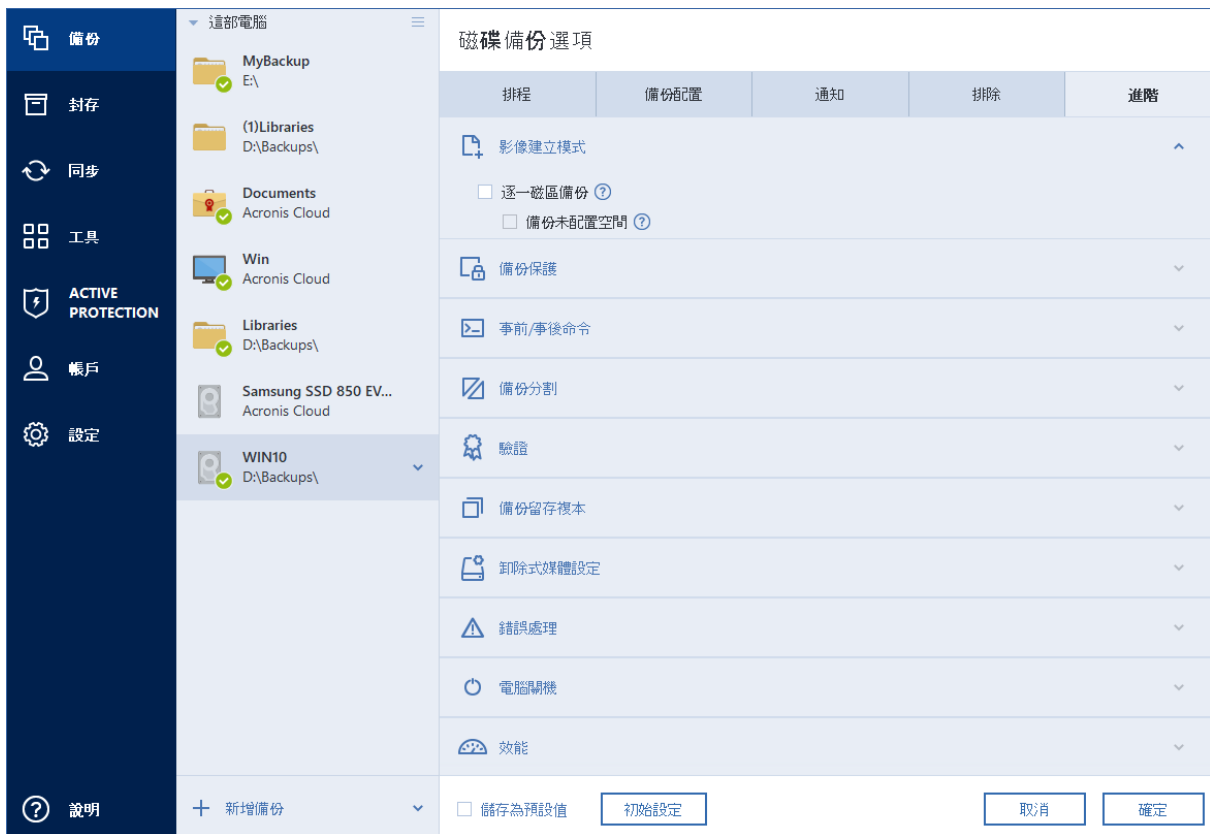 備份
封存
同步
工具
ACTIVE
PROTECTION
帳戶
設定
說明
這部電腦
MyBackup
E:\
(1)Libraries
D:\Backups\
Documents
Acronis Cloud
Win
Acronis Cloud
Libraries
D:\Backups\
Samsung SSD 850 EV...
Acronis Cloud
WIN10
D:\Backups\
新增備份
磁碟備份選項
排程
備份配置
通知
排除
進階
影像建立模式
逐一磁區備份 ?
備份未配置空間 ?
備份保護
事前/事後命令
備份分割
驗證
備份留存複本
卸除式媒體設定
錯誤處理
電腦關機
效能
儲存為預設值
初始設定
取消
確定